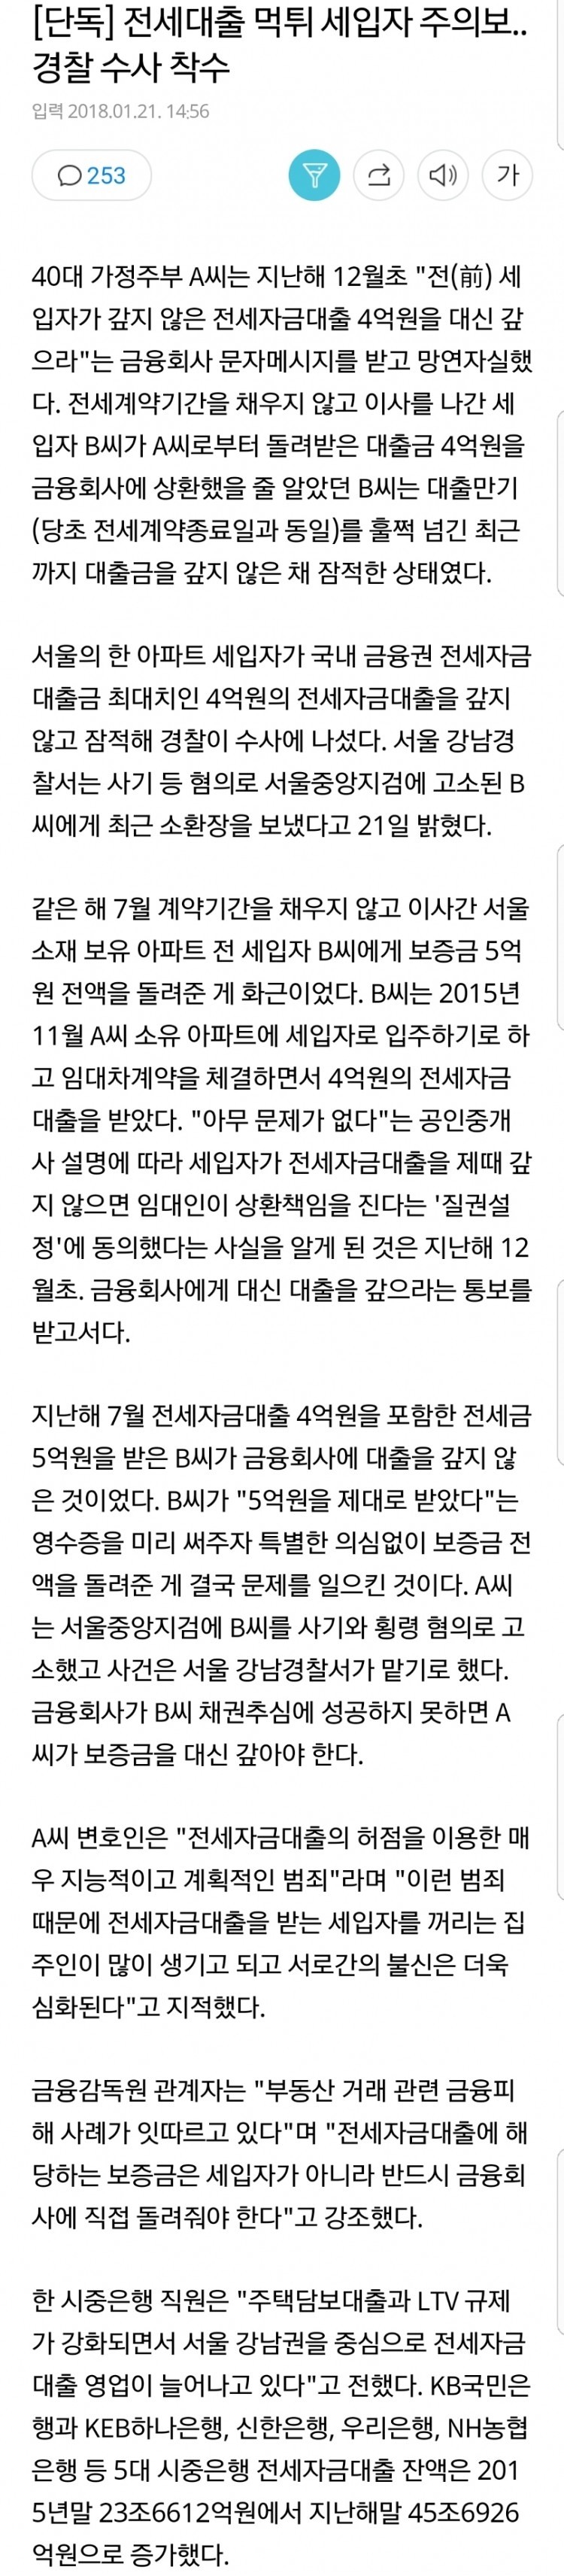 [단독] 전세대출 먹튀 세입자 주의보..
경찰 수사 착수
입력 2018.01.21. 14:56
253
가
40대 가정주부 A씨는 지난해 12월초 "전(前) 세
입자가 갚지 않은 전세자금대출 4억원을 대신 갚
으라"는 금융회사 문자메시지를 받고 망연자실했
다. 전세계약기간을 채우지 않고 이사를 나간 세
입자 B씨가 A씨로부터 돌려받은 대출금 4억원을
금융회사에 상환했을 줄 알았던 B씨는 대출만기
(당초 전세계약종료일과 동일)를 훌쩍 넘긴 최근
까지 대출금을 갚지 않은 채 잠적한 상태였다.
서울의 한 아파트 세입자가 국내 금융권 전세자금
대출금 최대치인 4억원의 전세자금대출을 갚지
않고 잠적해 경찰이 수사에 나섰다. 서울 강남경
찰서는 사기 등 혐의로 서울중앙지검에 고소된 B
씨에게 최근 소환장을 보냈다고 21일 밝혔다.
같은 해 7월 계약기간을 채우지 않고 이사간 서울
소재 보유 아파트 전 세입자 B씨에게 보증금 5억
원 전액을 돌려준 게 화근이었다. B씨는 2015년
11월 A씨 소유 아파트에 세입자로 입주하기로 하
고 임대차계약을 체결하면서 4억원의 전세자금
대출을 받았다. "아무 문제가 없다"는 공인중개
사 설명에 따라 세입자가 전세자금대출을 제때 갚
지 않으면 임대인이 상환책임을 진다는 '질권설
정'에 동의했다는 사실을 알게 된 것은 지난해 12
월초. 금융회사에게 대신 대출을 갚으라는 통보를
받고서다.
지난해 7월 전세자금대출 4억원을 포함한 전세금
5억원을 받은 B씨가 금융회사에 대출을 갚지 않
은 것이었다. B씨가 "5억원을 제대로 받았다"는
영수증을 미리 써주자 특별한 의심없이 보증금 전
액을 돌려준 게 결국 문제를 일으킨 것이다. A씨
는 서울중앙지검에 B씨를 사기와 횡령 혐의로 고
소했고 사건은 서울 강남경찰서가 맡기로 했다.
금융회사가 B씨 채권추심에 성공하지 못하면 A
씨가 보증금을 대신 갚아야 한다.
A씨 변호인은 "전세자금대출의 허점을 이용한 매
우 지능적이고 계획적인 범죄"라며 "이런 범죄
때문에 전세자금대출을 받는 세입자를 꺼리는 집
주인이 많이 생기고 되고 서로간의 불신은 더욱
심화된다"고 지적했다.
금융감독원 관계자는 "부동산 거래 관련 금융피
해 사례가 잇따르고 있다"며 "전세자금대출에 해
당하는 보증금은 세입자가 아니라 반드시 금융회
사에 직접 돌려줘야 한다"고 강조했다.
한 시중은행 직원은 "주택담보대출과 LTV 규제
가 강화되면서 서울 강남권을 중심으로 전세자금
대출 영업이 늘어나고 있다"고 전했다. KB국민은
행과 KEB하나은행, 신한은행, 우리은행, NH농협
은행 등 5대 시중은행 전세자금대출 잔액은 201
5년말 23조6612억원에서 지난해말 45조6926
억원으로 증가했다.